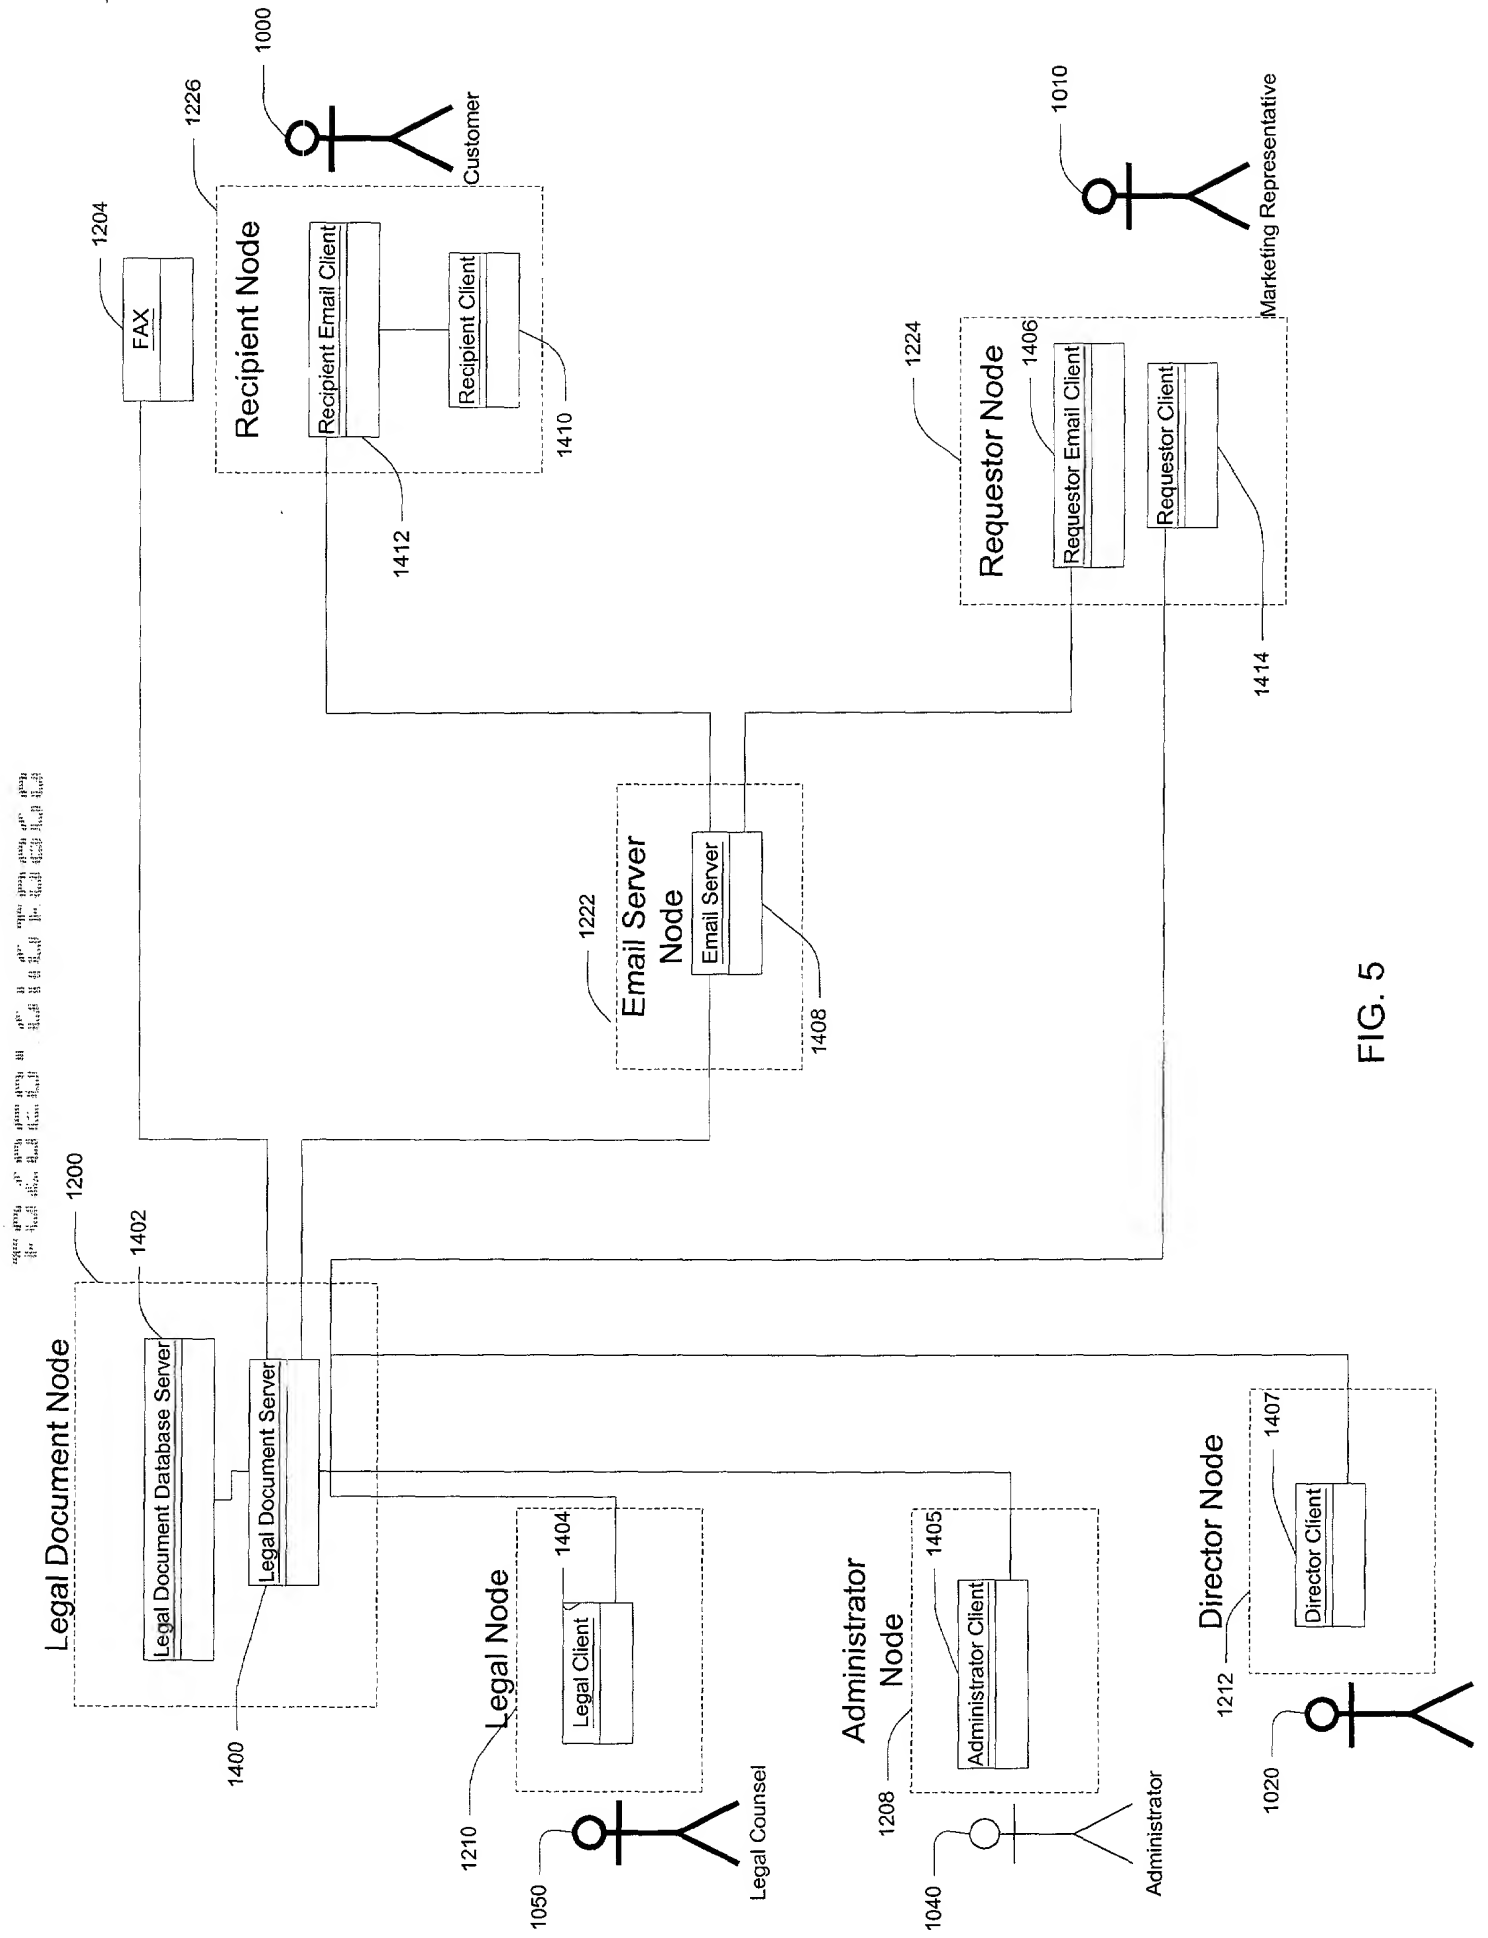 Legal Document Node
1200
Legal Document Database Server
1402
Legal Document Server
1400
FAX
1204
Recipient Node
1226
Recipient Email Client
1412
Recipient Client
1410
1000
Customer
Email Server
Node
1222
Email Server
1408
Legal Node
1210
Legal Client
1404
1050
Legal Counsel
Requestor Node
1224
Requestor Email Client
1406
Requestor Client
1414
1010
Marketing Representative
Administrator
Node
1208
Administrator Client
1405
1040
Administrator
Director Node
1212
Director Client
1407
1020
FIG. 5